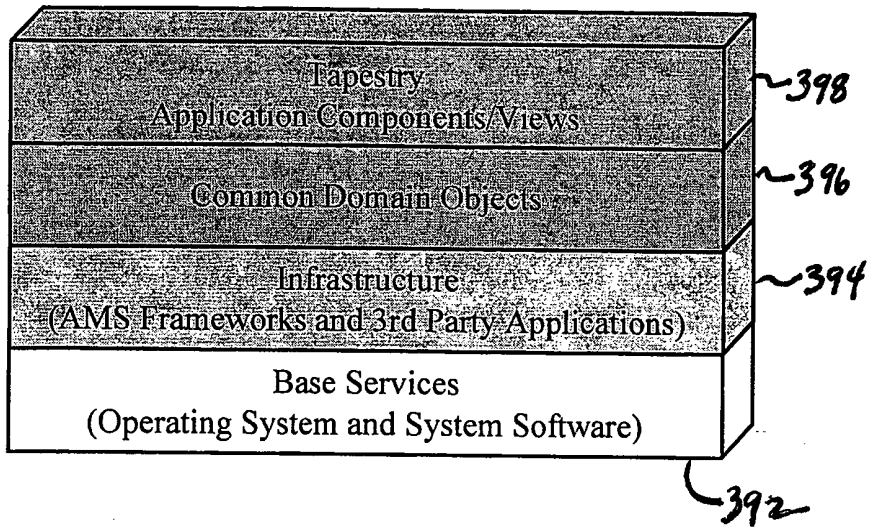 Tapestry
Application Components/Views
398
Common Domain Objects
396
Infrastructure
(AMS Frameworks and 3rd Party Applications)
394
Base Services
(Operating System and System Software)
392